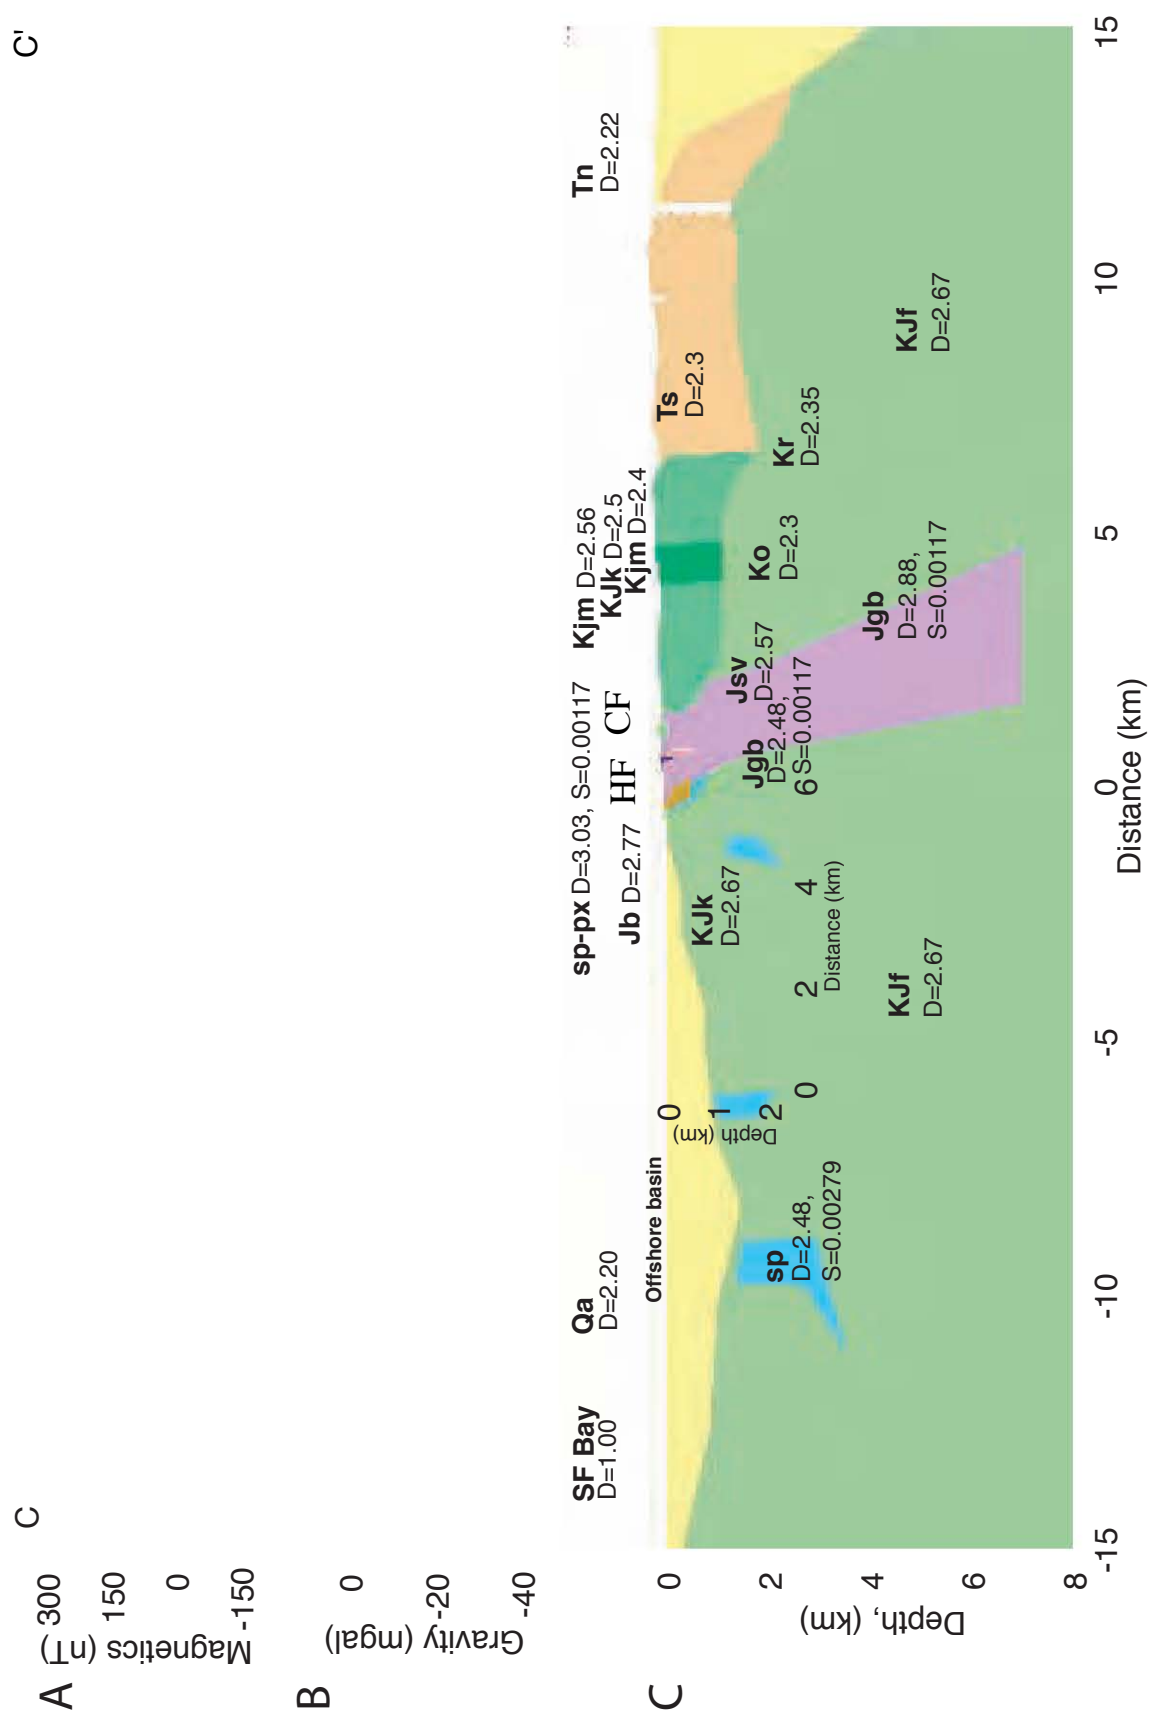 C
C'
A
300
150
0
-150
Magnetics (nT)
B
0
-20
-40
Gravity (mgal)
C
SF Bay
D=1.00
Qa
D=2.20
sp-px D=3.03, S=0.00117
Jb D=2.77
HF
CF
Kjm D=2.56
KJk D=2.5
Kjm D=2.4
Tn
D=2.22
Offshore basin
Ts
D=2.3
KJk
D=2.67
Jsv
D=2.57
Jgb
D=2.48,
S=0.00117
Ko
D=2.3
Kr
D=2.35
sp
D=2.48,
S=0.00279
0
1
2
Depth
(km)
0
2
4
6
Distance (km)
Jgb
D=2.88,
S=0.00117
KJf
D=2.67
KJf
D=2.67
0
2
4
6
8
Depth, (km)
-15
-10
-5
0
5
10
15
Distance (km)